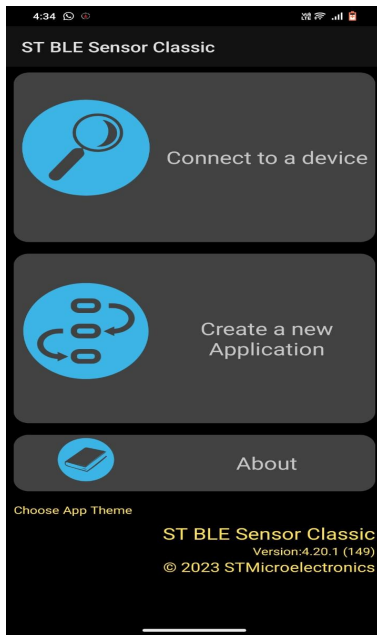 4:34
ST BLE Sensor Classic
Connect to a device
Create a new
Application
About
Choose App Theme
ST BLE Sensor Classic
Version:4.20.1 (149)
© 2023 STMicroelectronics